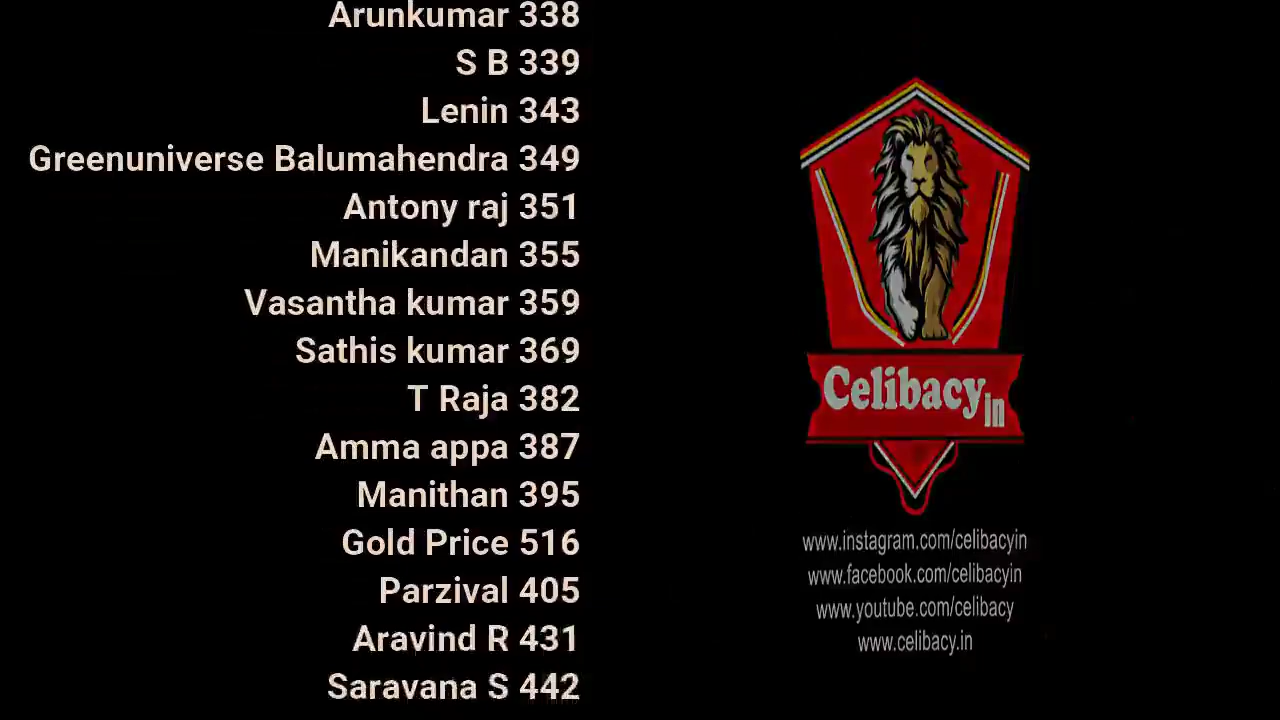 Arunkumar 338
S B 339
Lenin 343
Greenuniverse Balumahendra 349
Antony raj 351
Manikandan 355
Vasantha kumar 359
Sathis kumar 369
T Raja 382
Amma appa 387
Manithan 395
Gold Price 516
Parzival 405
Aravind R 431
Saravana S 442
Celibacy in
www.instagram.com/celibacyin
www.facebook.com/celibacyin
www.youtube.com/celibacy
www.celibacy.in